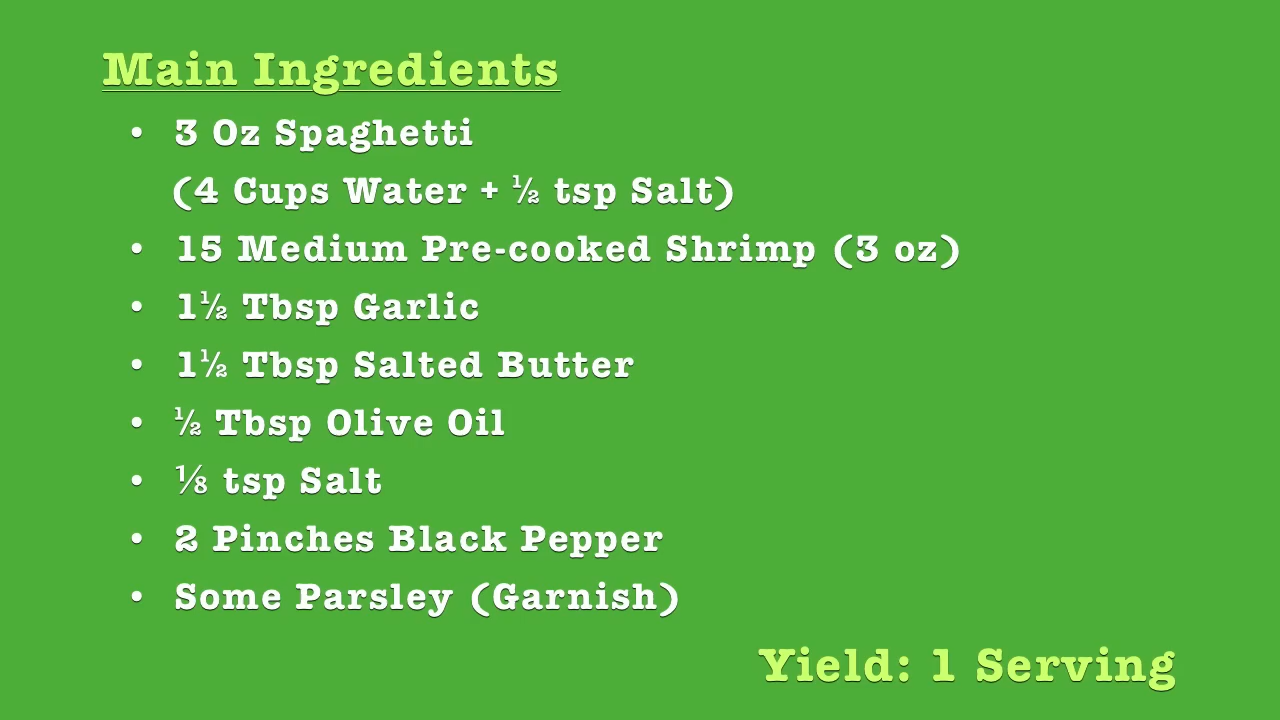 Main Ingredients
• 3 Oz Spaghetti
(4 Cups Water + ½ tsp Salt)
• 15 Medium Pre-cooked Shrimp (3 oz)
• 1½ Tbsp Garlic
• 1½ Tbsp Salted Butter
• ½ Tbsp Olive Oil
• ⅛ tsp Salt
• 2 Pinches Black Pepper
• Some Parsley (Garnish)
Yield: 1 Serving